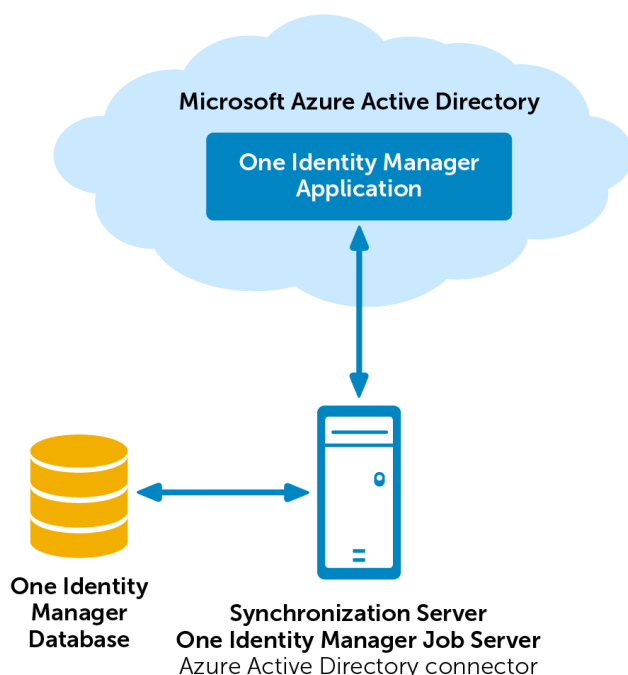 Microsoft Azure Active Directory
One Identity Manager
Application
One Identity
Manager
Database
Synchronization Server
One Identity Manager Job Server
Azure Active Directory connector